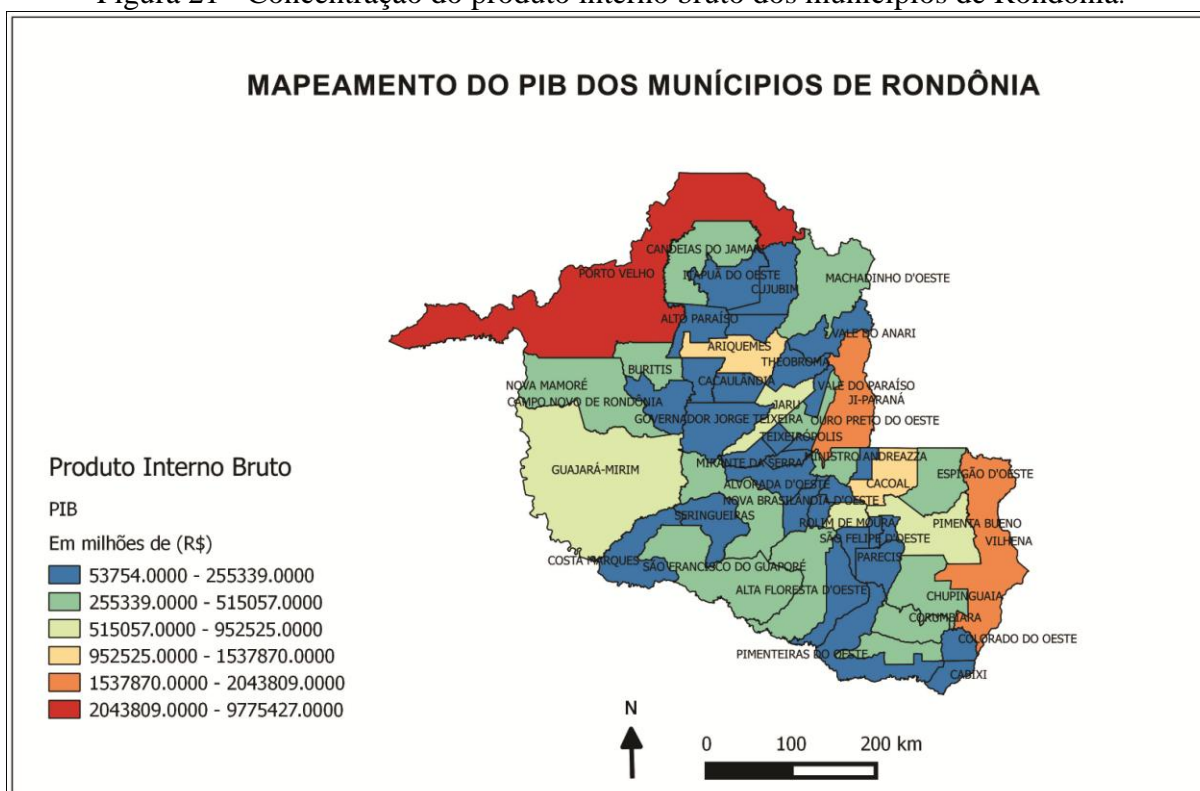 Figura 21 - Concentração do produto interno bruto dos municípios de Rondônia.
MAPEAMENTO DO PIB DOS MUNÍCIPIOS DE RONDÔNIA
CANDEIAS DO JAMARI
PORTO VELHO
ITAPUÃ DO OESTE
MACHADINHO D'OESTE
CUJUBIM
ALTO PARAÍSO
VALE DO ANARI
ARIQUEMES
THEOBROMA
BURITIS
CACAULÂNDIA
NOVA MAMORÉ
VALE DO PARAÍSO
CAMPO NOVO DE RONDÔNIA
JARU
JI-PARANÁ
GOVERNADOR JORGE TEIXEIRA
OURO PRETO DO OESTE
TEIXEIRÓPOLIS
MINISTRO ANDREAZZA
GUAJARÁ-MIRIM
MIRANTE DA SERRA
ESPIGÃO D'OESTE
ALVORADA D'OESTE
CACOAL
NOVA BRASILÂNDIA D'OESTE
SERINGUEIRAS
ROLIM DE MOURA
PIMENTA BUENO
SÃO FELIPE D'OESTE
VILHENA
COSTA MARQUES
PARECIS
SÃO FRANCISCO DO GUAPORÉ
ALTA FLORESTA D'OESTE
CHUPINGUAIA
CORUMBIARA
COLORADO DO OESTE
PIMENTEIRAS DO OESTE
CABIXI
Produto Interno Bruto
PIB
Em milhões de (R$)
53754.0000 - 255339.0000
255339.0000 - 515057.0000
515057.0000 - 952525.0000
952525.0000 - 1537870.0000
1537870.0000 - 2043809.0000
2043809.0000 - 9775427.0000
N
0 100 200 km